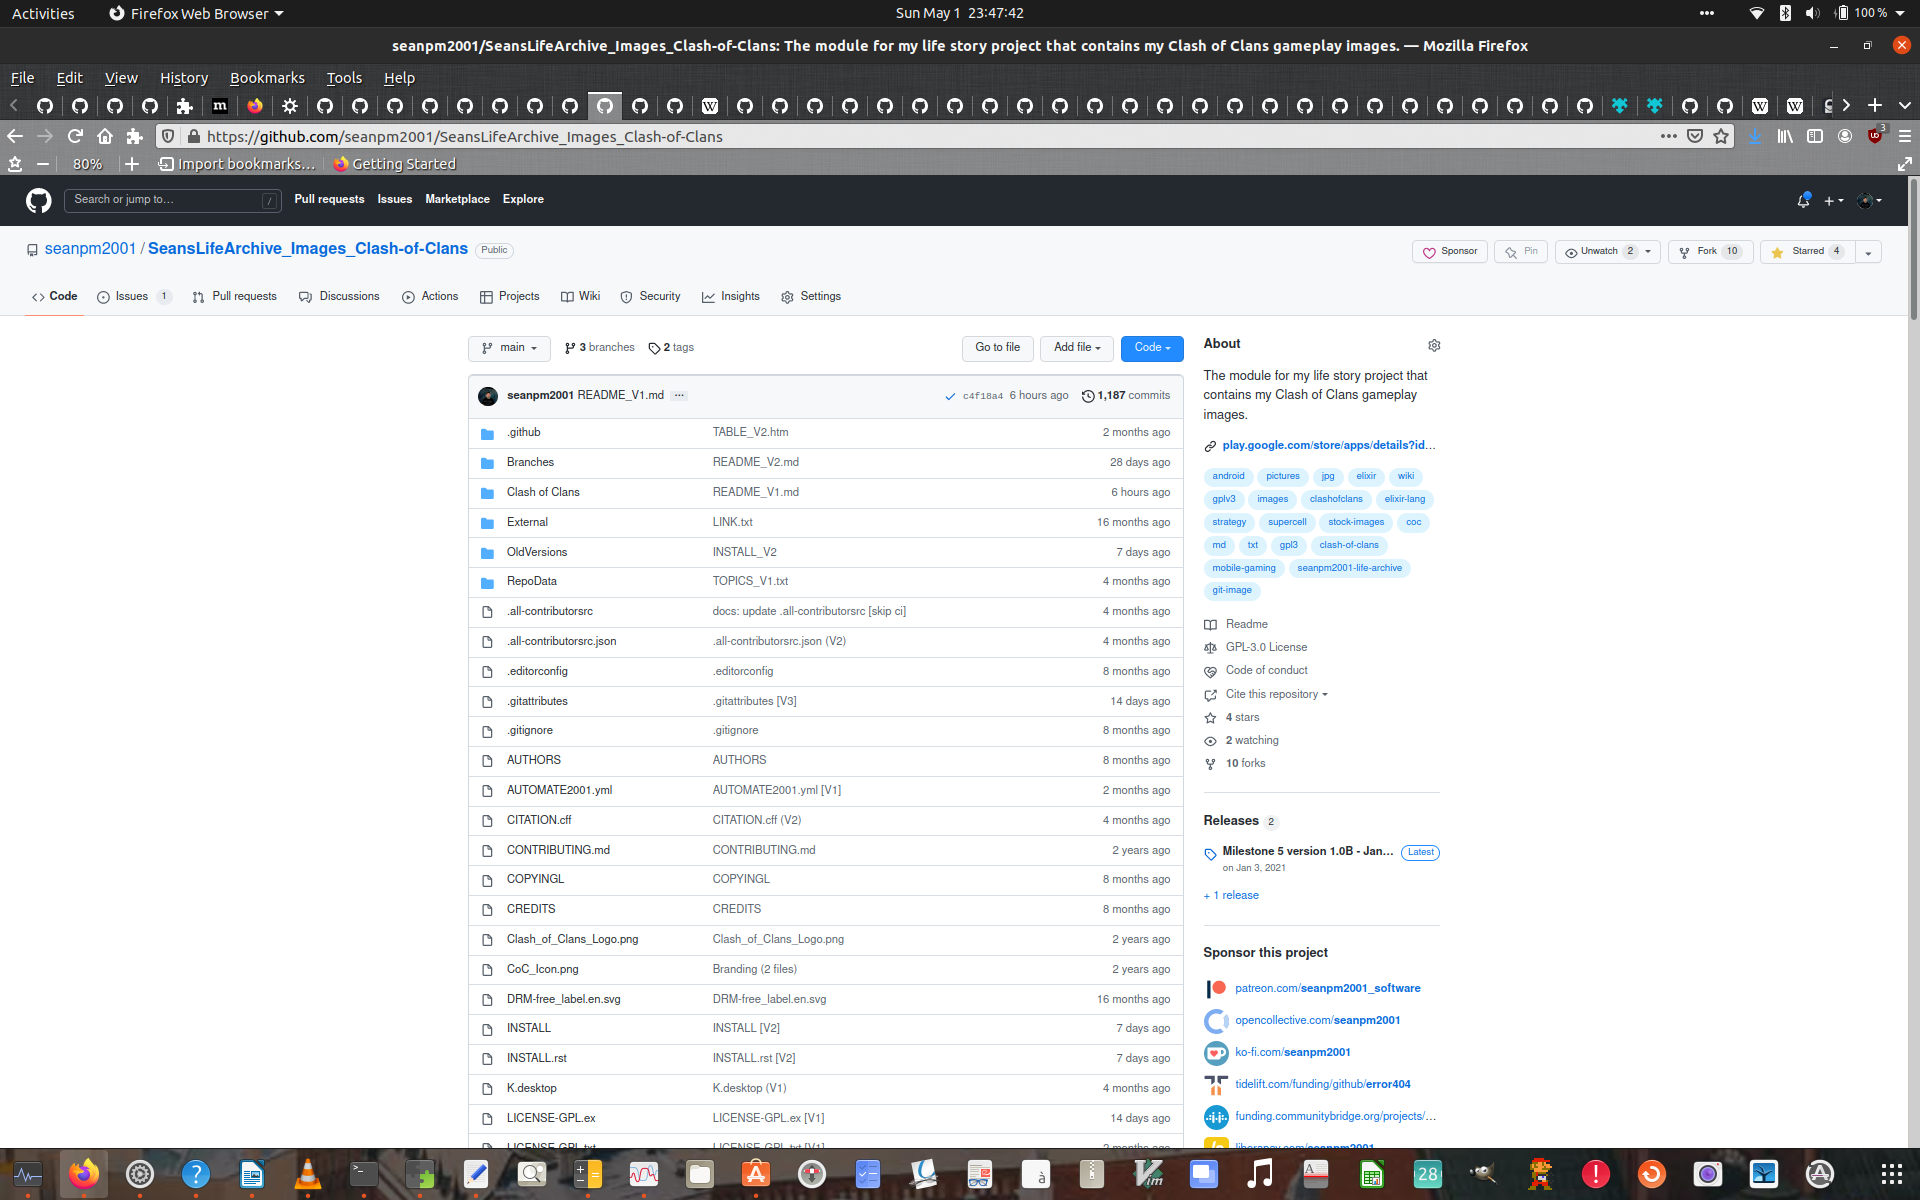 Activities Firefox Web Browser Sun May 1 23:47:42 100 %
seanpm2001/SeansLifeArchive_Images_Clash-of-Clans: The module for my life story project that contains my Clash of Clans gameplay images. — Mozilla Firefox
File Edit View History Bookmarks Tools Help
https://github.com/seanpm2001/SeansLifeArchive_Images_Clash-of-Clans 3
80% Import bookmarks... Getting Started
Search or jump to... / Pull requests Issues Marketplace Explore
seanpm2001 / SeansLifeArchive_Images_Clash-of-Clans Public Sponsor Pin Unwatch 2 Fork 10 Starred 4
Code Issues 1 Pull requests Discussions Actions Projects Wiki Security Insights Settings
main 3 branches 2 tags Go to file Add file Code
seanpm2001 README_V1.md ... c4f18a4 6 hours ago 1,187 commits
.github TABLE_V2.htm 2 months ago
Branches README_V2.md 28 days ago
Clash of Clans README_V1.md 6 hours ago
External LINK.txt 16 months ago
OldVersions INSTALL_V2 7 days ago
RepoData TOPICS_V1.txt 4 months ago
.all-contributorsrc docs: update .all-contributorsrc [skip ci] 4 months ago
.all-contributorsrc.json .all-contributorsrc.json (V2) 4 months ago
.editorconfig .editorconfig 8 months ago
.gitattributes .gitattributes [V3] 14 days ago
.gitignore .gitignore 8 months ago
AUTHORS AUTHORS 8 months ago
AUTOMATE2001.yml AUTOMATE2001.yml [V1] 2 months ago
CITATION.cff CITATION.cff (V2) 4 months ago
CONTRIBUTING.md CONTRIBUTING.md 2 years ago
COPYINGL COPYINGL 8 months ago
CREDITS CREDITS 8 months ago
Clash_of_Clans_Logo.png Clash_of_Clans_Logo.png 2 years ago
CoC_Icon.png Branding (2 files) 2 years ago
DRM-free_label.en.svg DRM-free_label.en.svg 16 months ago
INSTALL INSTALL [V2] 7 days ago
INSTALL.rst INSTALL.rst [V2] 7 days ago
K.desktop K.desktop (V1) 4 months ago
LICENSE-GPL.ex LICENSE-GPL.ex [V1] 14 days ago
LICENSE-GPL.txt LICENSE-GPL.txt [V1] 2 months ago
About
The module for my life story project that
contains my Clash of Clans gameplay
images.
play.google.com/store/apps/details?id...
android pictures jpg elixir wiki
gplv3 images clashofclans elixir-lang
strategy supercell stock-images coc
md txt gpl3 clash-of-clans
mobile-gaming seanpm2001-life-archive
git-image
Readme
GPL-3.0 License
Code of conduct
Cite this repository
4 stars
2 watching
10 forks
Releases 2
Milestone 5 version 1.0B - Jan... Latest
on Jan 3, 2021
+ 1 release
Sponsor this project
patreon.com/seanpm2001_software
opencollective.com/seanpm2001
ko-fi.com/seanpm2001
tidelift.com/funding/github/error404
funding.communitybridge.org/projects/...
liberapay.com/seanpm2001
28